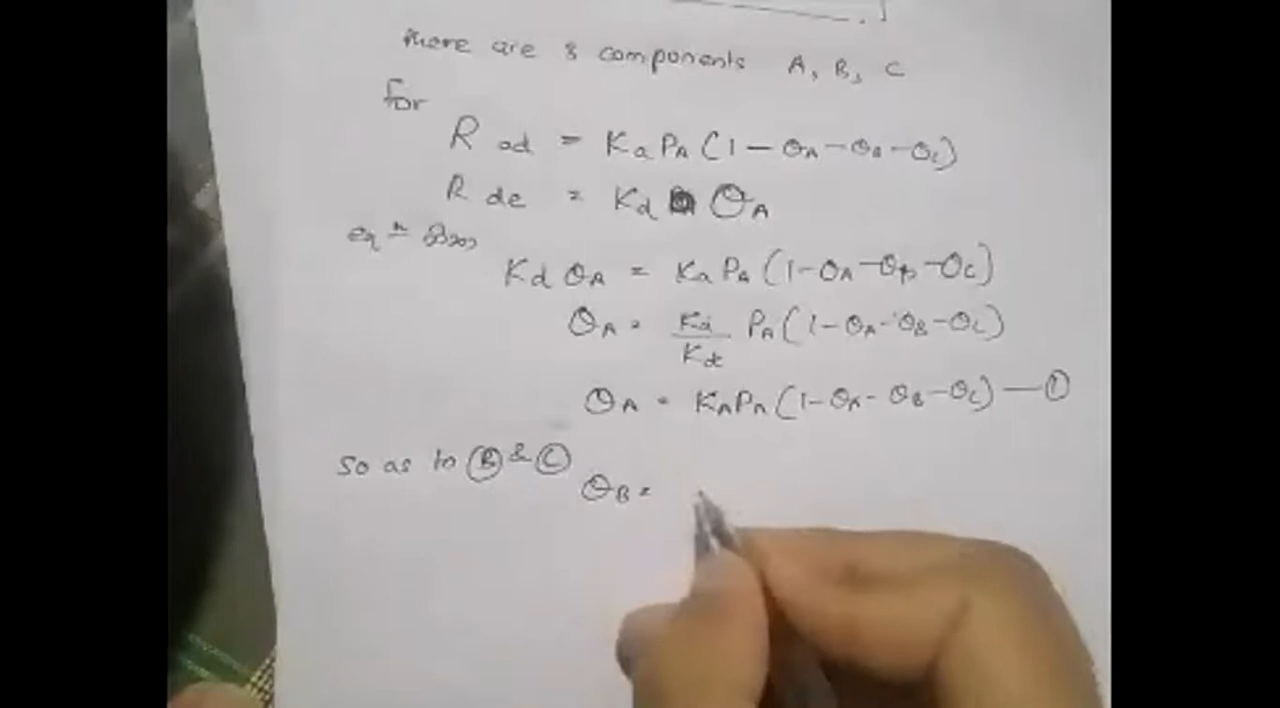 there are 3 components A, B, C
for
R ad = Ka PA (1 - θA - θB - θC)
R de = Kd θA
eqᵐ
Kd θA = Ka PA (1-θA-θB-θC)
θA = Ka/Kd PA (1-θA-θB-θC)
θA = KA PA (1-θA-θB-θC) — ①
So as to Ⓑ & Ⓒ
θB =